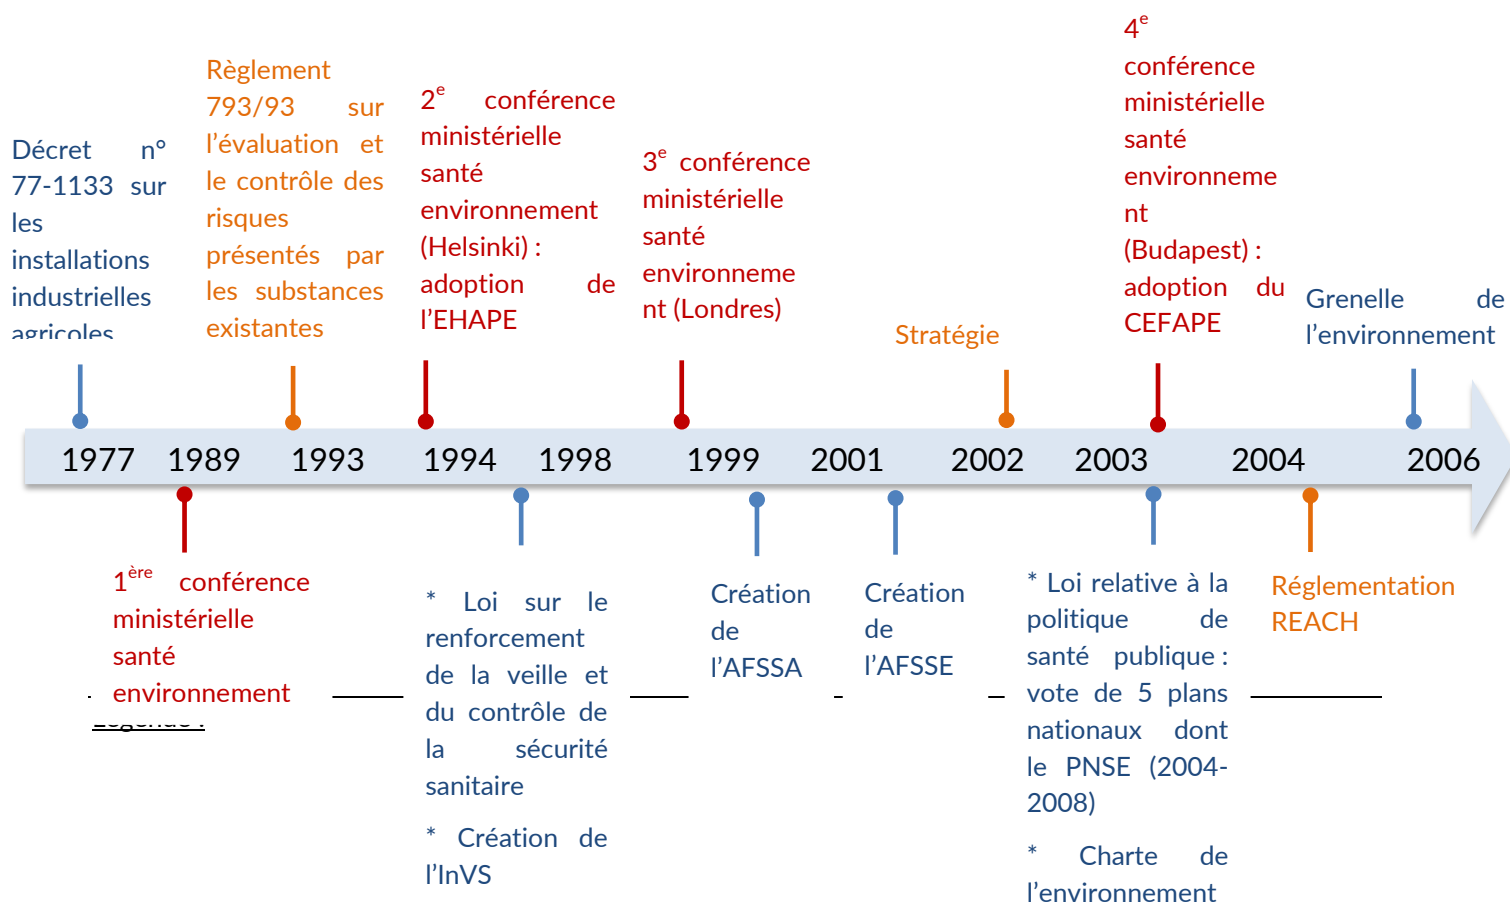 Décret n°
77-1133 sur
les
installations
industrielles
agricoles
Règlement
793/93 sur
l’évaluation et
le contrôle des
risques
présentés par
les substances
existantes
2e conférence
ministérielle
santé
environnement
(Helsinki) :
adoption de
l’EHAPE
3e conférence
ministérielle
santé
environneme
nt (Londres)
Stratégie
4e
conférence
ministérielle
santé
environneme
nt
(Budapest) :
adoption du
CEFAPE
Grenelle de
l’environnement
1977 1989 1993 1994 1998 1999 2001 2002 2003 2004 2006
1ère conférence
ministérielle
santé
environnement
* Loi sur le
renforcement
de la veille et
du contrôle de
la sécurité
sanitaire
* Création de
l’InVS
Création
de
l’AFSSA
Création
de
l’AFSSE
* Loi relative à la
politique de
santé publique :
vote de 5 plans
nationaux dont
le PNSE (2004-
2008)
* Charte de
l’environnement
Réglementation
REACH
Légende :